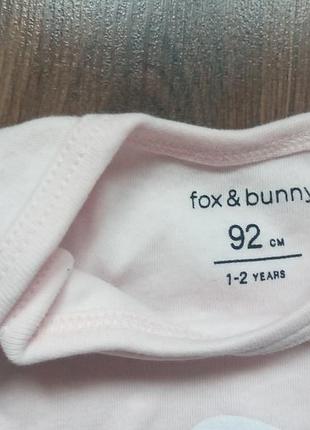 fox & bunny
92 CM
1-2 YEARS